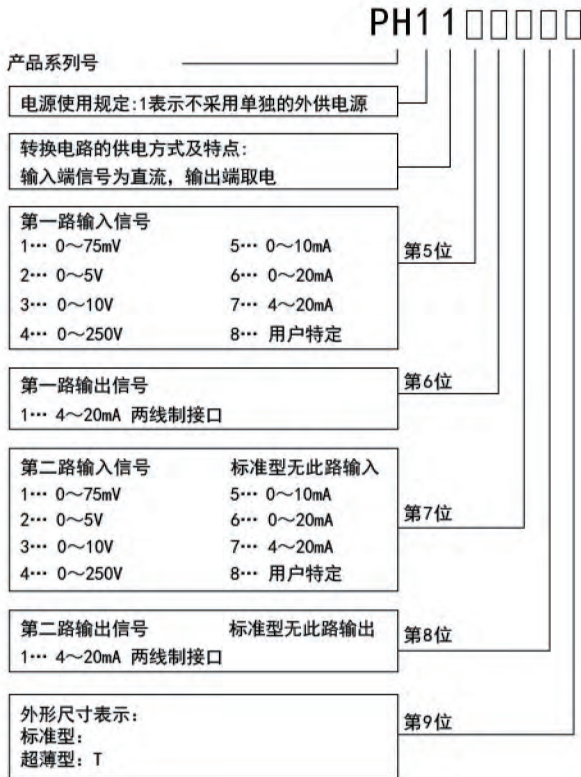 PH11□□□□□
产品系列号
电源使用规定:1表示不采用单独的外供电源
转换电路的供电方式及特点:
输入端信号为直流，输出端取电
第一路输入信号
1… 0～75mV 5… 0～10mA
2… 0～5V 6… 0～20mA
3… 0～10V 7… 4～20mA
4… 0～250V 8… 用户特定
第5位
第一路输出信号
1… 4～20mA 两线制接口
第6位
第二路输入信号 标准型无此路输入
1… 0～75mV 5… 0～10mA
2… 0～5V 6… 0～20mA
3… 0～10V 7… 4～20mA
4… 0～250V 8… 用户特定
第7位
第二路输出信号 标准型无此路输出
1… 4～20mA 两线制接口
第8位
外形尺寸表示:
标准型:
超薄型: T
第9位